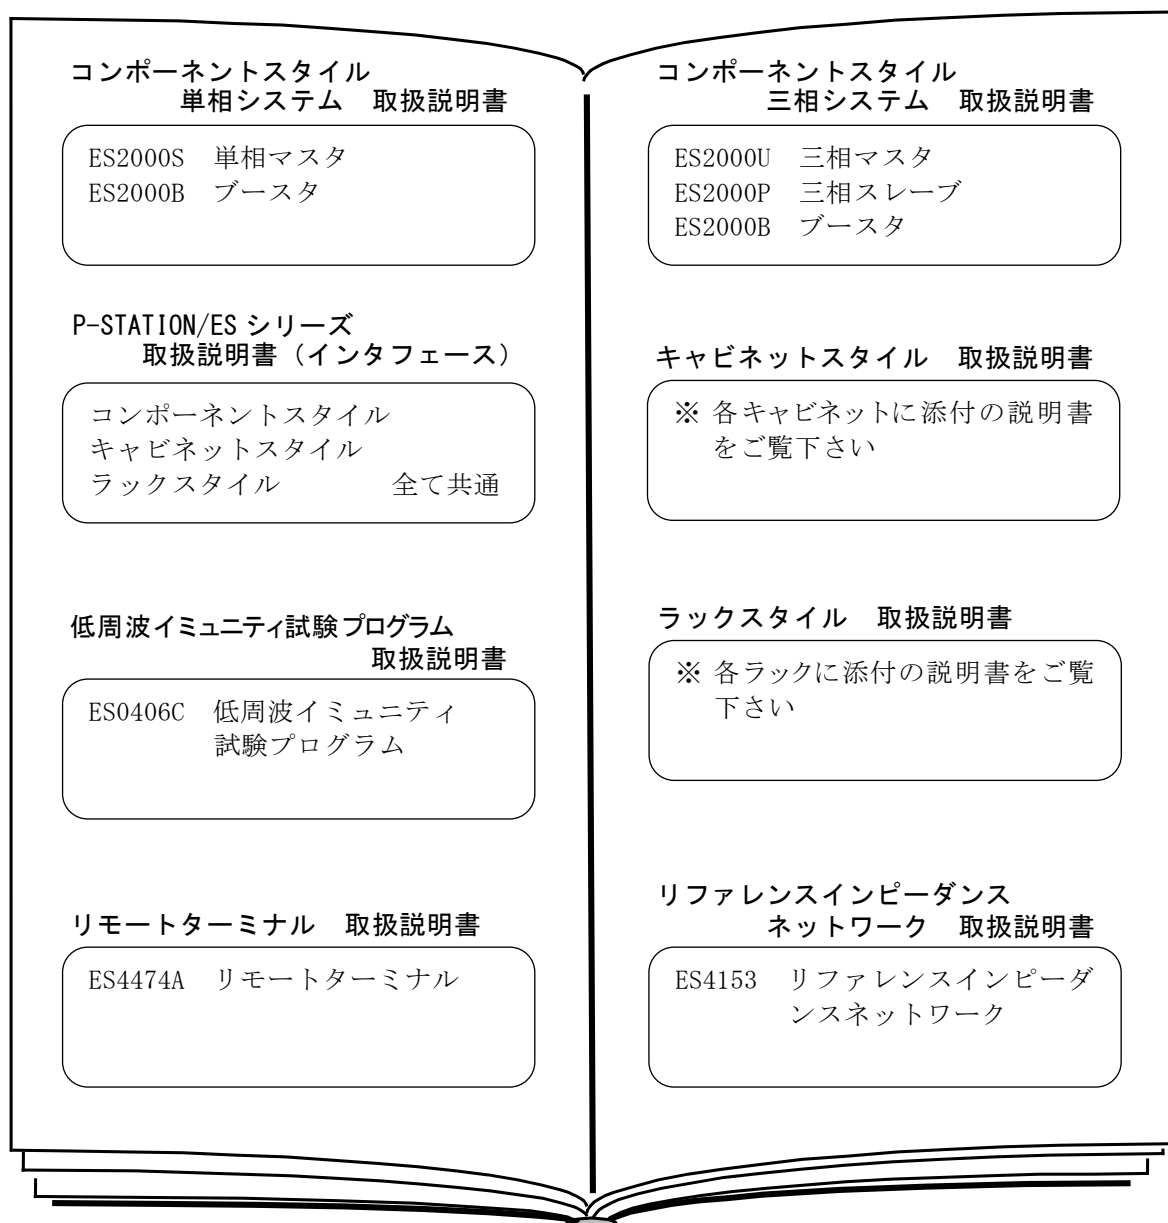 コンポーネントスタイル
単相システム　取扱説明書
ES2000S　単相マスタ
ES2000B　ブースタ
P-STATION/ES シリーズ
取扱説明書（インタフェース）
コンポーネントスタイル
キャビネットスタイル
ラックスタイル　　　全て共通
低周波イミュニティ試験プログラム
取扱説明書
ES0406C　低周波イミュニティ
試験プログラム
リモートターミナル　取扱説明書
ES4474A　リモートターミナル
コンポーネントスタイル
三相システム　取扱説明書
ES2000U　三相マスタ
ES2000P　三相スレーブ
ES2000B　ブースタ
キャビネットスタイル　取扱説明書
※ 各キャビネットに添付の説明書
をご覧下さい
ラックスタイル　取扱説明書
※ 各ラックに添付の説明書をご覧
下さい
リファレンスインピーダンス
ネットワーク　取扱説明書
ES4153　リファレンスインピーダ
ンスネットワーク